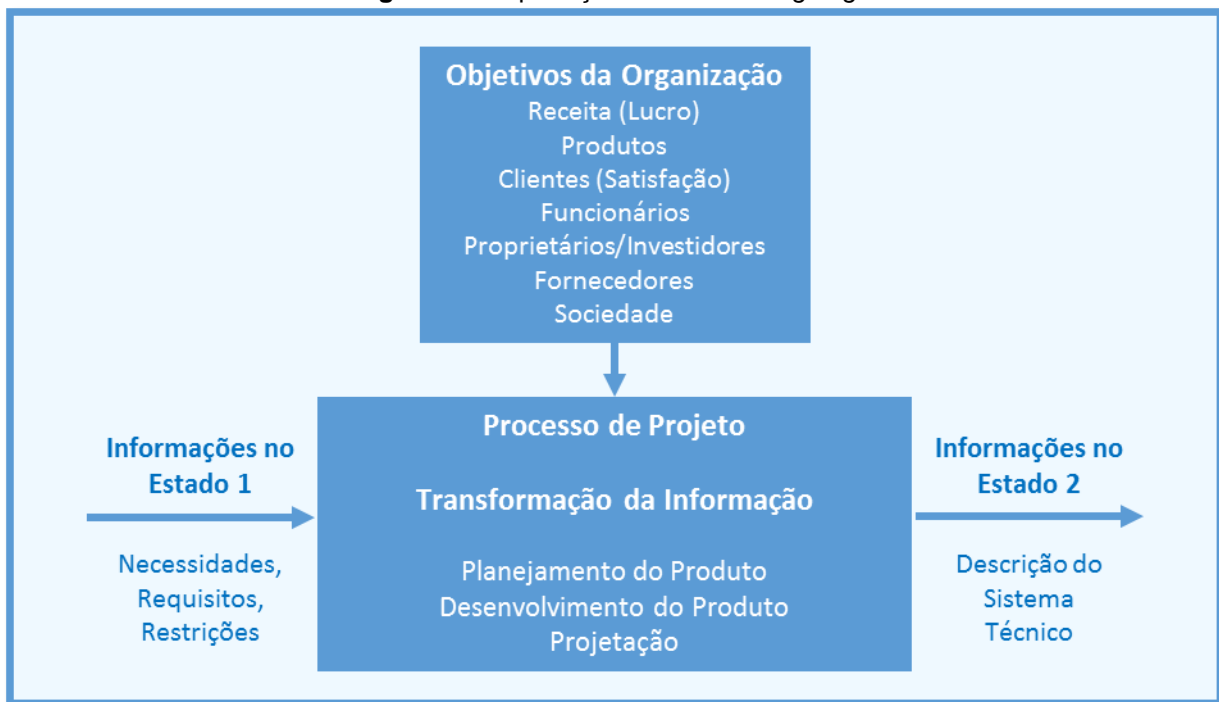 Objetivos da Organização
Receita (Lucro)
Produtos
Clientes (Satisfação)
Funcionários
Proprietários/Investidores
Fornecedores
Sociedade
Informações no
Estado 1
Necessidades,
Requisitos,
Restrições
Processo de Projeto
Transformação da Informação
Planejamento do Produto
Desenvolvimento do Produto
Projetação
Informações no
Estado 2
Descrição do
Sistema
Técnico